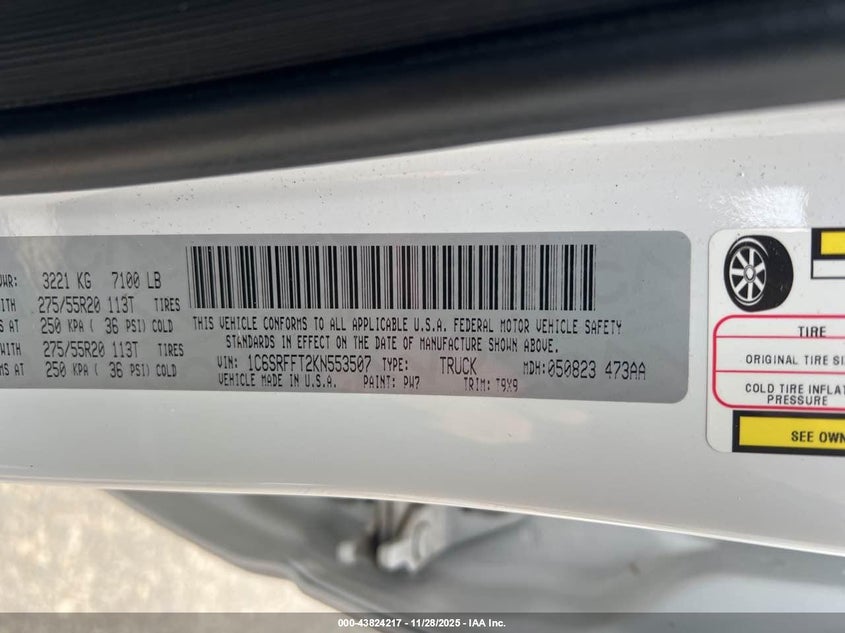 WR: 3221 KG 7100 LB
ITH 275/55R20 113T TIRES
S AT 250 KPA ( 36 PSI) COLD
WITH 275/55R20 113T TIRES
MS AT 250 KPA ( 36 PSI) COLD
THIS VEHICLE CONFORMS TO ALL APPLICABLE U.S.A. FEDERAL MOTOR VEHICLE SAFETY
STANDARDS IN EFFECT ON THE DATE OF MANUFACTURE SHOWN ABOVE.
VIN: 1C6SRFFT2KN553507 TYPE: TRUCK MDH: 050823 473AA
VEHICLE MADE IN U.S.A. PAINT: PW7 TRIM: T9X9
TIRE
ORIGINAL TIRE SI
COLD TIRE INFLAT
PRESSURE
SEE OWN
000-43824217 - 11/28/2025 - IAA Inc.